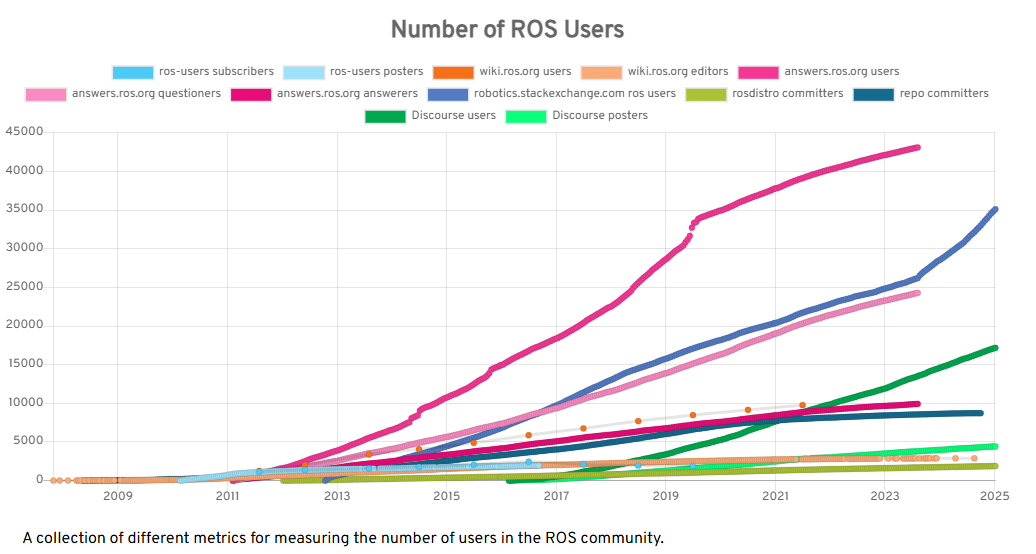 Number of ROS Users
ros-users subscribers ros-users posters wiki.ros.org users wiki.ros.org editors answers.ros.org users
answers.ros.org questioners answers.ros.org answerers robotics.stackexchange.com ros users rosdistro committers repo committers
Discourse users Discourse posters
45000
40000
35000
30000
25000
20000
15000
10000
5000
0
2009 2011 2013 2015 2017 2019 2021 2023 2025
A collection of different metrics for measuring the number of users in the ROS community.